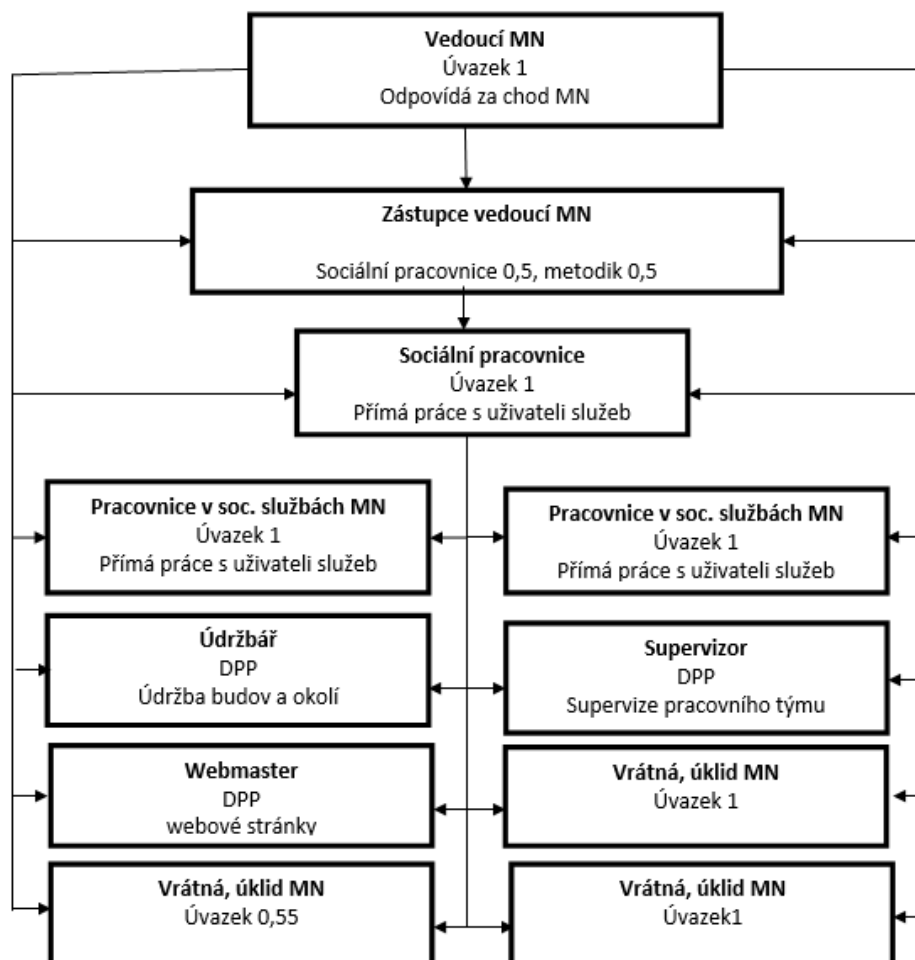 Vedoucí MN
Úvazek 1
Odpovídá za chod MN
Zástupce vedoucí MN
Sociální pracovnice 0,5, metodik 0,5
Sociální pracovnice
Úvazek 1
Přímá práce s uživateli služeb
Pracovnice v soc. službách MN
Úvazek 1
Přímá práce s uživateli služeb
Pracovnice v soc. službách MN
Úvazek 1
Přímá práce s uživateli služeb
Údržbář
DPP
Údržba budov a okolí
Supervizor
DPP
Supervize pracovního týmu
Webmaster
DPP
webové stránky
Vrátná, úklid MN
Úvazek 1
Vrátná, úklid MN
Úvazek 0,55
Vrátná, úklid MN
Úvazek1